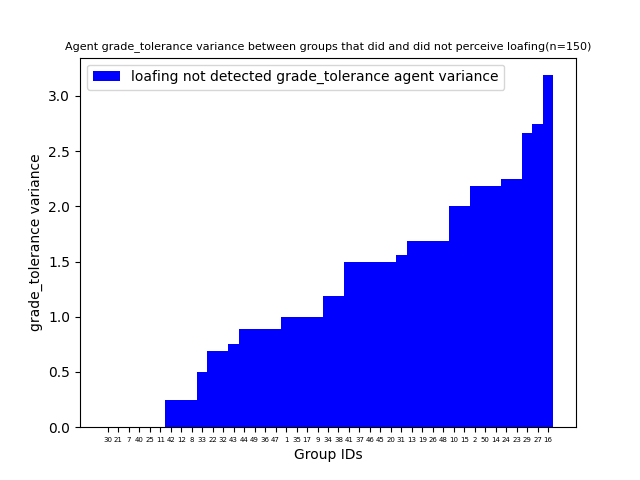 Agent grade_tolerance variance between groups that did and did not perceive loafing(n=150)
loafing not detected grade_tolerance agent variance
3.0
2.5
2.0
1.5
1.0
0.5
0.0
grade_tolerance variance
30 21 7 40 25 11 42 12 8 33 22 32 43 44 49 36 47 1 35 17 9 34 38 41 37 46 45 20 31 13 19 26 48 10 15 2 50 14 24 23 29 27 16
Group IDs